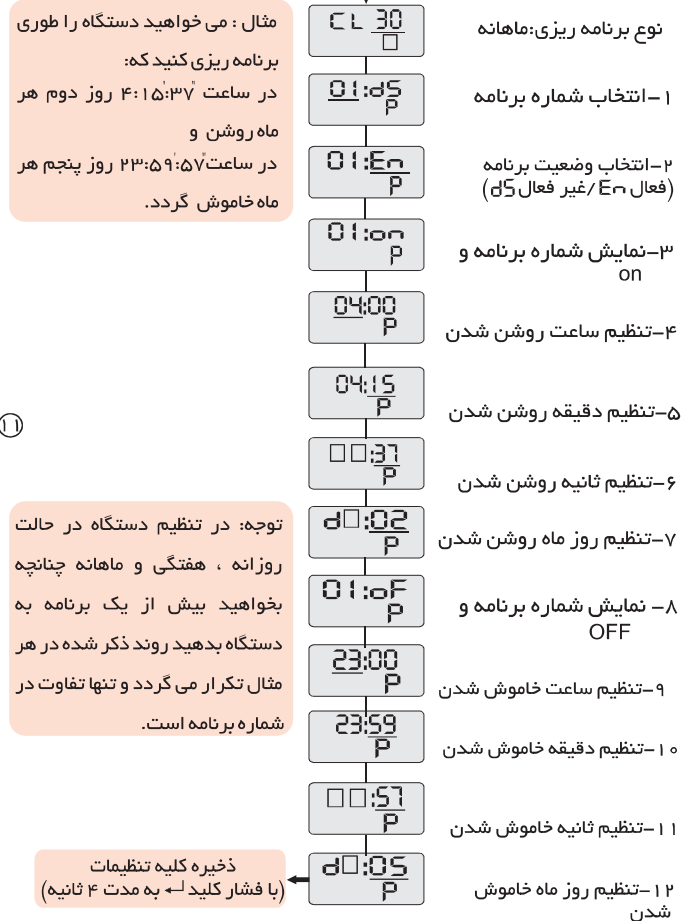 نوع برنامه ریزی:ماهانه
CL 30
□
۱-انتخاب شماره برنامه
01:dS
P
۲-انتخاب وضعیت برنامه
(فعال En/غیر فعال dS)
01:En
P
۳-نمایش شماره برنامه و
on
01:on
P
۴-تنظیم ساعت روشن شدن
04:00
P
۵-تنظیم دقیقه روشن شدن
04:15
P
۶-تنظیم ثانیه روشن شدن
□□:37
P
۷-تنظیم روز ماه روشن شدن
d□:02
P
۸- نمایش شماره برنامه و
OFF
01:oF
P
۹-تنظیم ساعت خاموش شدن
23:00
P
۱۰-تنظیم دقیقه خاموش شدن
23:59
P
۱۱-تنظیم ثانیه خاموش شدن
□□:57
P
۱۲-تنظیم روز ماه خاموش
شدن
d□:05
P
ذخیره کلیه تنظیمات
(با فشار کلید ↵ به مدت ۴ ثانیه)
مثال : می خواهید دستگاه را طوری
برنامه ریزی کنید که:
در ساعت ۴:۱۵':۳۷" روز دوم هر
ماه روشن و
در ساعت ۲۳:۵۹':۵۷" روز پنجم هر
ماه خاموش گردد.
توجه: در تنظیم دستگاه در حالت
روزانه ، هفتگی و ماهانه چنانچه
بخواهید بیش از یک برنامه به
دستگاه بدهید روند ذکر شده در هر
مثال تکرار می گردد و تنها تفاوت در
شماره برنامه است.
۱۱